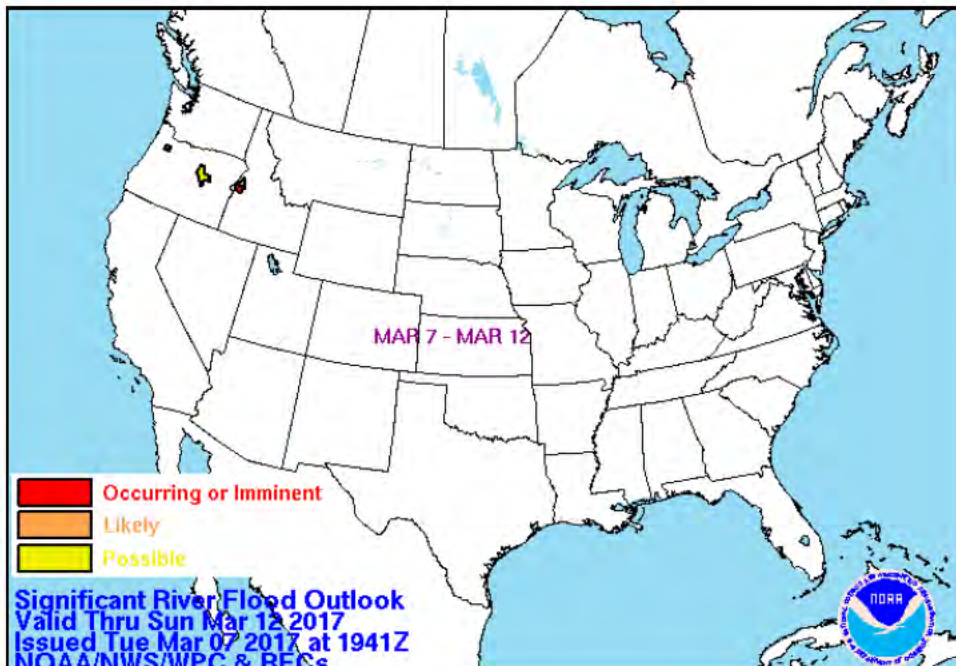 MAR 7 - MAR 12
Occurring or Imminent
Likely
Possible
Significant River Flood Outlook
Valid Thru Sun Mar 12 2017
Issued Tue Mar 07 2017 at 1941Z
NOAA/NWS/WPC & RFCs
NOAA